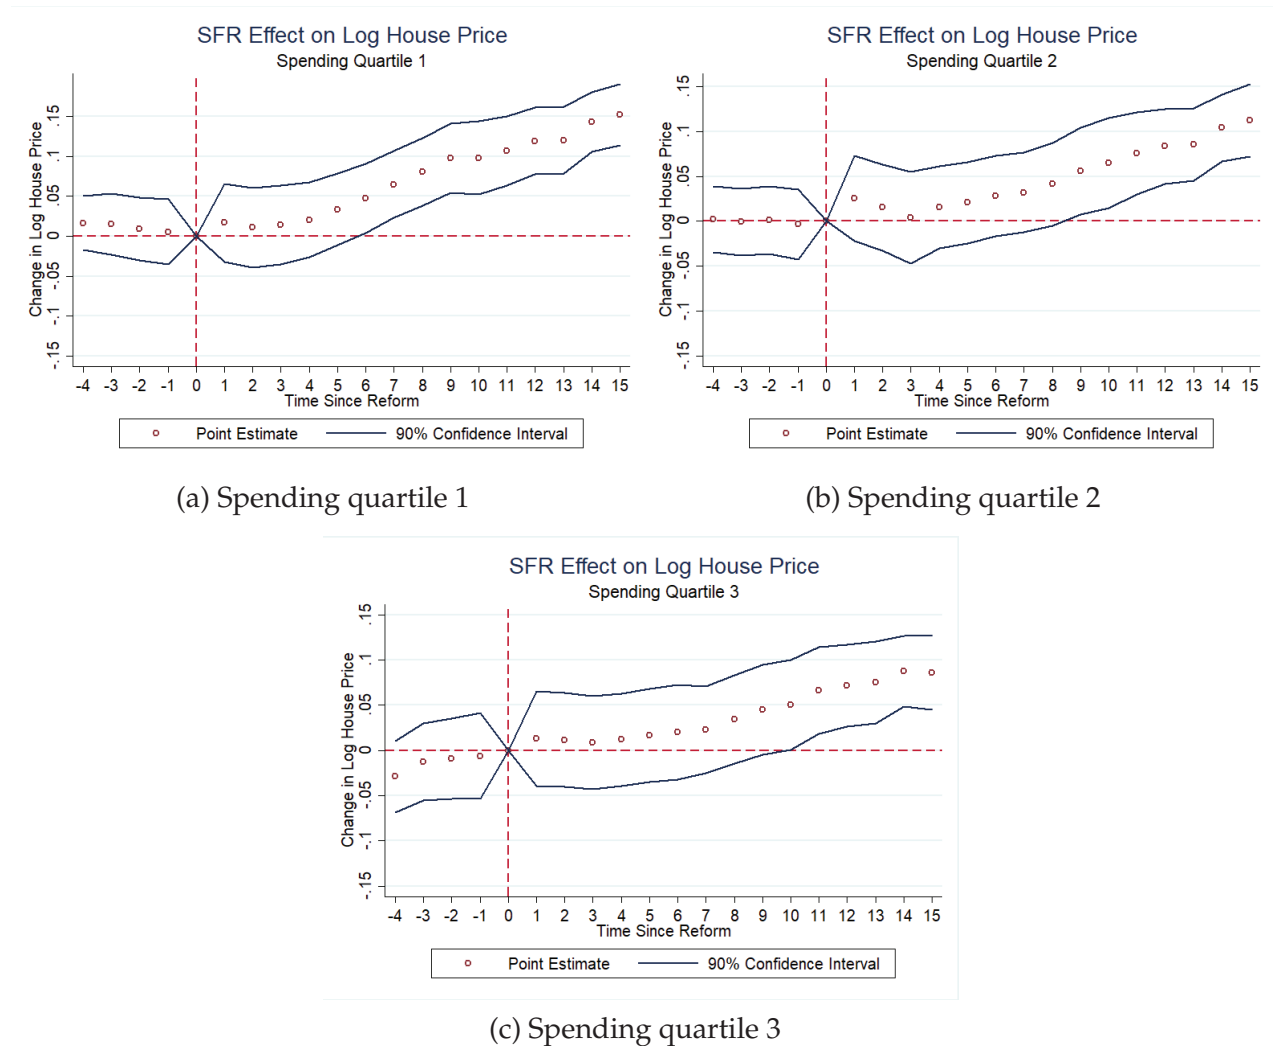 SFR Effect on Log House Price
Spending Quartile 1
Change in Log House Price
.15
.1
.05
0
-.05
-.1
-.15
-4 -3 -2 -1 0 1 2 3 4 5 6 7 8 9 10 11 12 13 14 15
Time Since Reform
Point Estimate 90% Confidence Interval
(a) Spending quartile 1
SFR Effect on Log House Price
Spending Quartile 2
Change in Log House Price
.15
.1
.05
0
-.05
-.1
-.15
-4 -3 -2 -1 0 1 2 3 4 5 6 7 8 9 10 11 12 13 14 15
Time Since Reform
Point Estimate 90% Confidence Interval
(b) Spending quartile 2
SFR Effect on Log House Price
Spending Quartile 3
Change in Log House Price
.15
.1
.05
0
-.05
-.1
-.15
-4 -3 -2 -1 0 1 2 3 4 5 6 7 8 9 10 11 12 13 14 15
Time Since Reform
Point Estimate 90% Confidence Interval
(c) Spending quartile 3